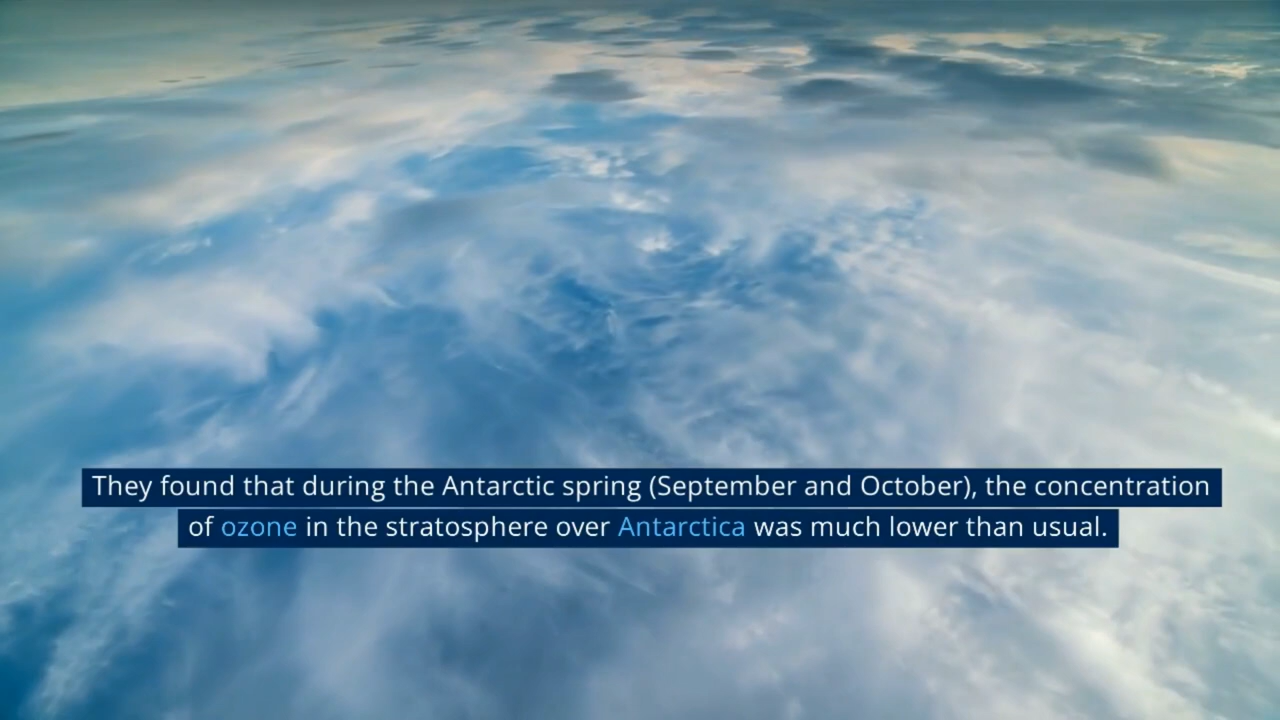 They found that during the Antarctic spring (September and October), the concentration
of ozone in the stratosphere over Antarctica was much lower than usual.